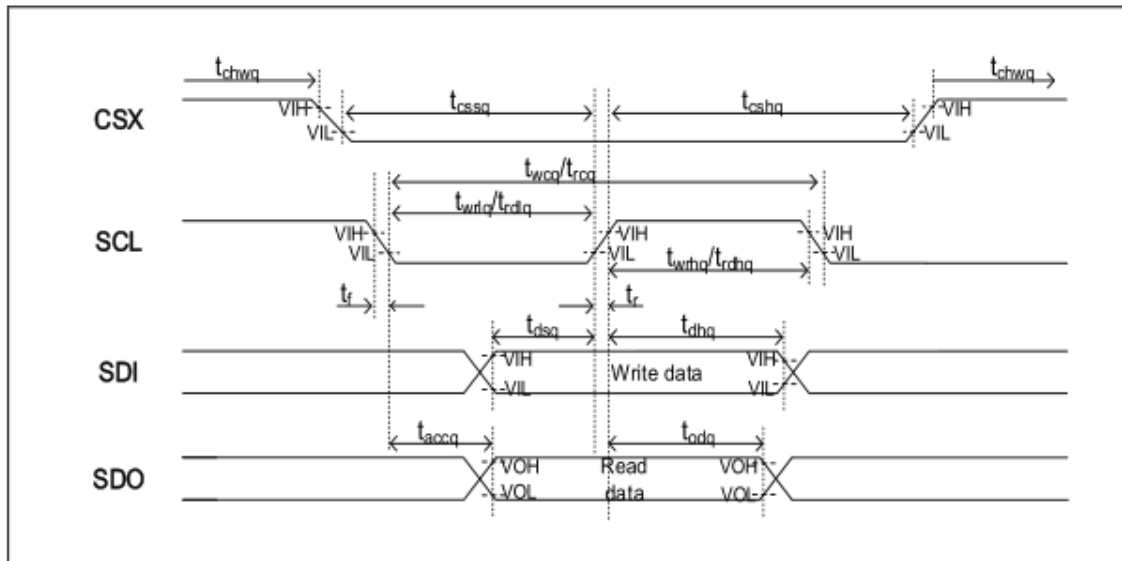 tchwq tchwq
tcssq tcshq
CSX VIH VIL VIH VIL
twcq/trcq
twrlq/trdlq
SCL VIH VIL VIH VIL VIH VIL
twrhq/trdhq
tf tr
tdsq tdhq
SDI VIH VIL Write data VIH VIL
taccq todq
SDO VOH VOL Read data VOH VOL